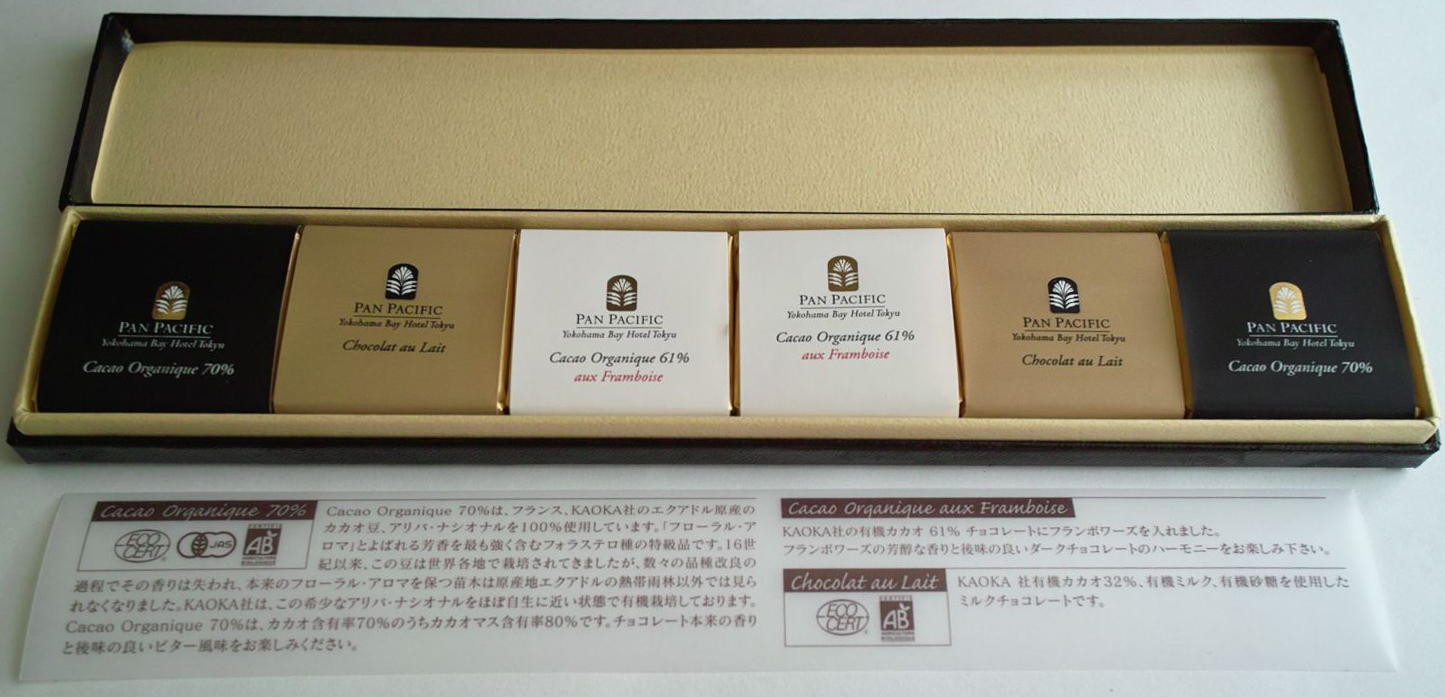 PAN PACIFIC
Yokohama Bay Hotel Tokyu
Cacao Organique 70%
PAN PACIFIC
Yokohama Bay Hotel Tokyu
Chocolat au Lait
PAN PACIFIC
Yokohama Bay Hotel Tokyu
Cacao Organique 61%
aux Framboise
PAN PACIFIC
Yokohama Bay Hotel Tokyu
Cacao Organique 61%
aux Framboise
PAN PACIFIC
Yokohama Bay Hotel Tokyu
Chocolat au Lait
PAN PACIFIC
Yokohama Bay Hotel Tokyu
Cacao Organique 70%
Cacao Organique 70%
ECO CERT
JAS
CERTIFIÉ
AB
AGRICULTURE
BIOLOGIQUE
Cacao Organique 70%は、フランス、KAOKA社のエクアドル原産の
カカオ豆、アリバ・ナシオナルを100%使用しています。「フローラル・ア
ロマ」とよばれる芳香を最も強く含むフォラステロ種の特級品です。16世
紀以来、この豆は世界各地で栽培されてきましたが、数々の品種改良の
過程でその香りは失われ、本来のフローラル・アロマを保つ苗木は原産地エクアドルの熱帯雨林以外では見ら
れなくなりました。KAOKA社は、この希少なアリバ・ナシオナルをほぼ自生に近い状態で有機栽培しております。
Cacao Organique 70%は、カカオ含有率70%のうちカカオマス含有率80%です。チョコレート本来の香り
と後味の良いビター風味をお楽しみください。
Cacao Organique aux Framboise
KAOKA社の有機カカオ 61% チョコレートにフランボワーズを入れました。
フランボワーズの芳醇な香りと後味の良いダークチョコレートのハーモニーをお楽しみ下さい。
Chocolat au Lait
ECO CERT
AB
AGRICULTURE
BIOLOGIQUE
KAOKA 社有機カカオ32%、有機ミルク、有機砂糖を使用した
ミルクチョコレートです。